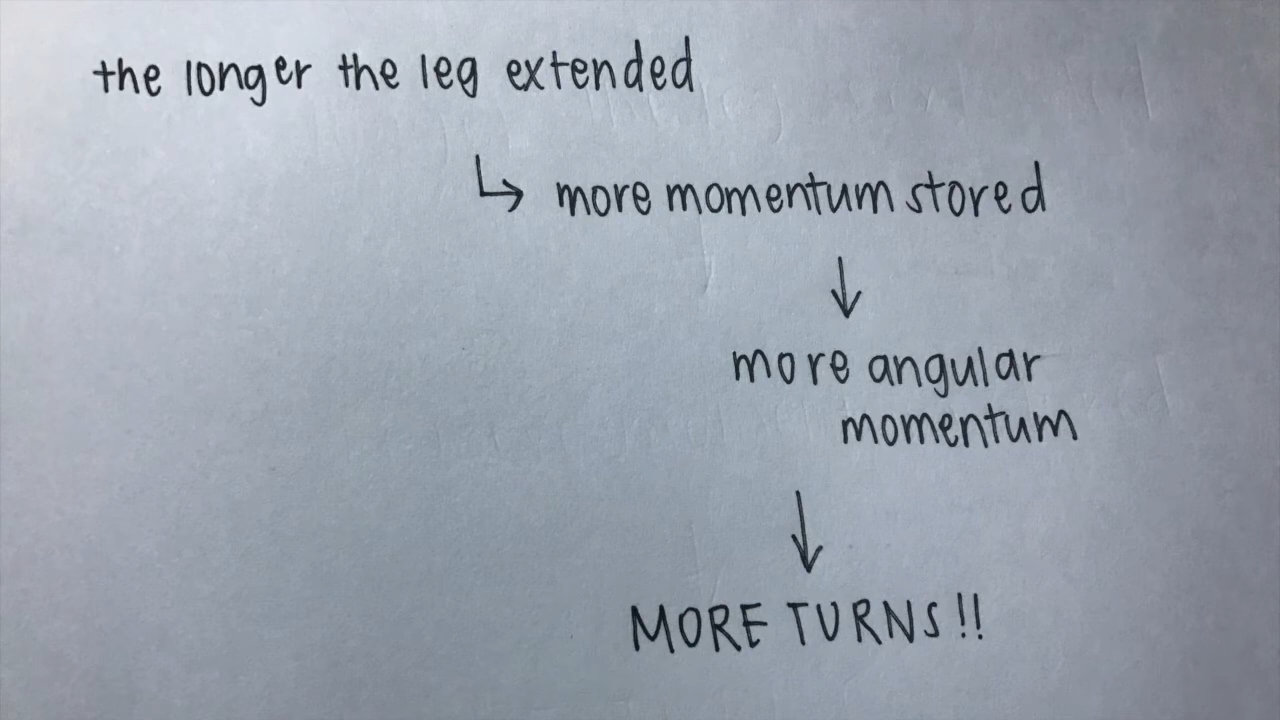 the longer the leg extended
↳ more momentum stored
↓
more angular
momentum
↓
MORE TURNS!!